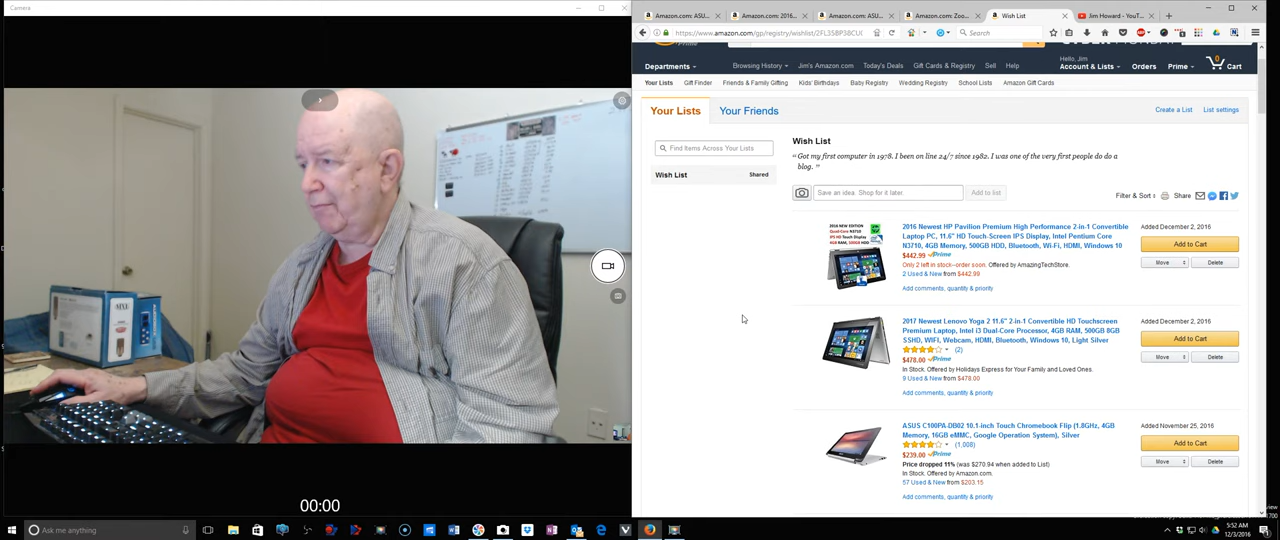 Camera
Amazon.com: ASU...
Amazon.com: 2016...
Amazon.com: ASU...
Amazon.com: Zoo...
Wish List
Jim Howard - YouT...
https://www.amazon.com/gp/registry/wishlist/2FL35BP38CU
Search
Prime
Hello, Jim
Departments
Browsing History
Jim's Amazon.com
Today's Deals
Gift Cards & Registry
Sell
Help
Account & Lists
Orders
Prime
0
Cart
Your Lists
Gift Finder
Friends & Family Gifting
Kids' Birthdays
Baby Registry
Wedding Registry
School Lists
Amazon Gift Cards
Your Lists
Your Friends
Create a List
List settings
Find Items Across Your Lists
Wish List
Shared
Wish List
“ Got my first computer in 1978. I been on line 24/7 since 1982. I was one of the very first people do do a
blog. ”
Save an idea. Shop for it later.
Add to list
Filter & Sort
Share
2016 Newest HP Pavilion Premium High Performance 2-in-1 Convertible
Laptop PC, 11.6" HD Touch-Screen IPS Display, Intel Pentium Core
N3710, 4GB Memory, 500GB HDD, Bluetooth, Wi-Fi, HDMI, Windows 10
$442.99 Prime
Only 2 left in stock--order soon. Offered by AmazingTechStore.
2 Used & New from $442.99
Add comments, quantity & priority
Added December 2, 2016
Add to Cart
Move
Delete
2017 Newest Lenovo Yoga 2 11.6" 2-in-1 Convertible HD Touchscreen
Premium Laptop, Intel i3 Dual-Core Processor, 4GB RAM, 500GB 8GB
SSHD, WIFI, Webcam, HDMI, Bluetooth, Windows 10, Light Silver
(2)
$478.00 Prime
In Stock. Offered by Holidays Express for Your Family and Loved Ones.
9 Used & New from $478.00
Add comments, quantity & priority
Added December 2, 2016
Add to Cart
Move
Delete
ASUS C100PA-DB02 10.1-inch Touch Chromebook Flip (1.8GHz, 4GB
Memory, 16GB eMMC, Google Operation System), Silver
(1,008)
$239.00 Prime
Price dropped 11% (was $270.94 when added to List)
In Stock. Offered by Amazon.com.
57 Used & New from $203.15
Add comments, quantity & priority
Added November 25, 2016
Add to Cart
Move
Delete
MXL
00:00
Ask me anything
5:52 AM
12/3/2016